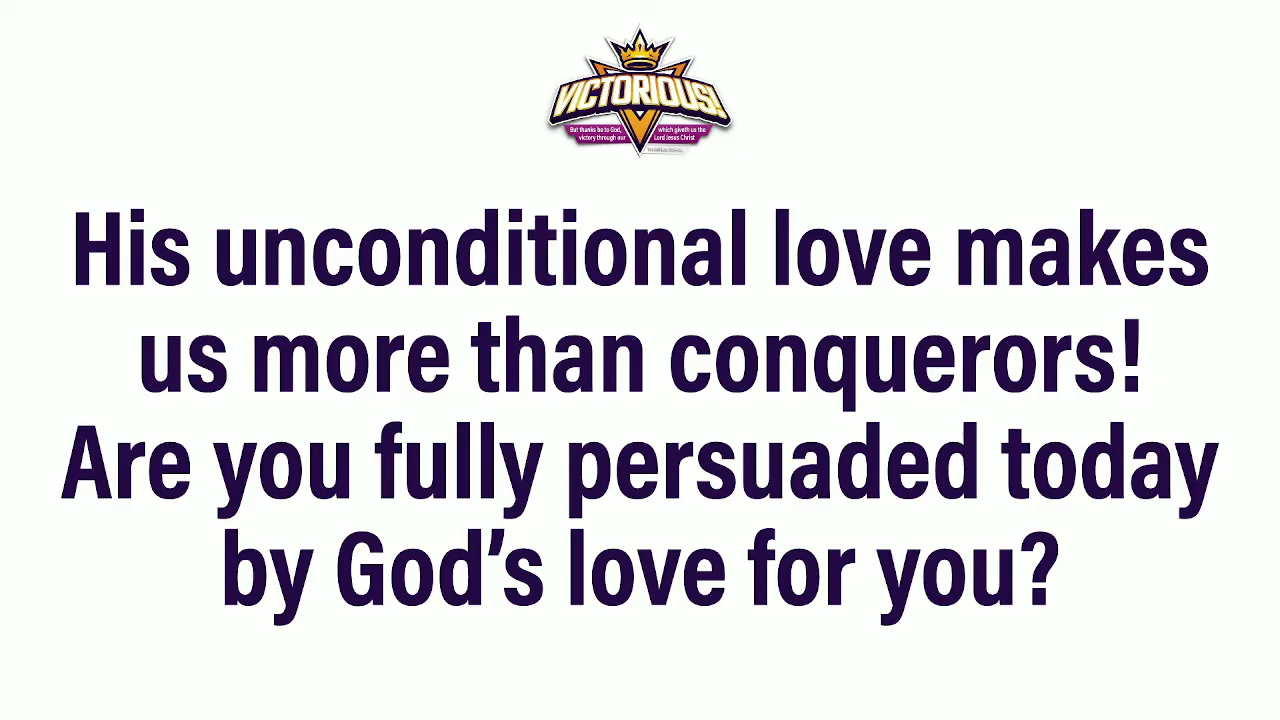 VICTORIOUS!
But thanks be to God, which giveth us the
victory through our Lord Jesus Christ
His unconditional love makes
us more than conquerors!
Are you fully persuaded today
by God’s love for you?